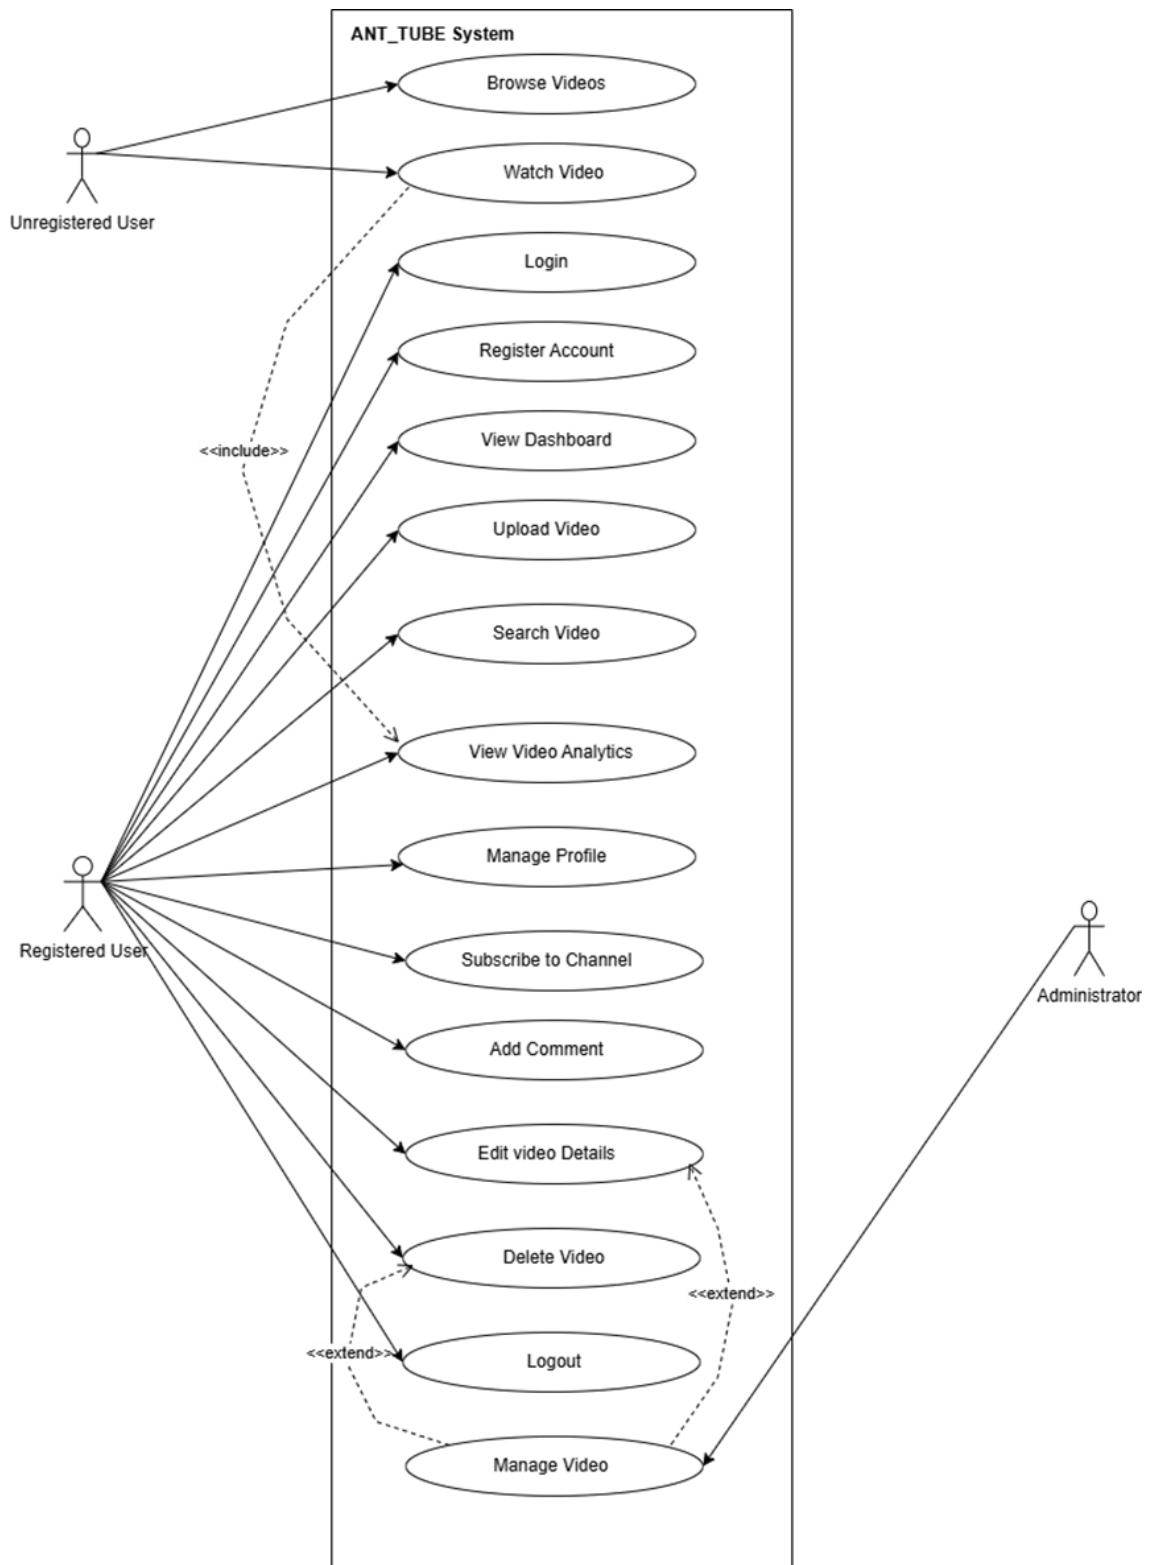 ANT_TUBE System
Browse Videos
Watch Video
Unregistered User
Login
Register Account
View Dashboard
<<include>>
Upload Video
Search Video
View Video Analytics
Manage Profile
Registered User
Subscribe to Channel
Administrator
Add Comment
Edit video Details
Delete Video
<<extend>>
<<extend>>
Logout
Manage Video